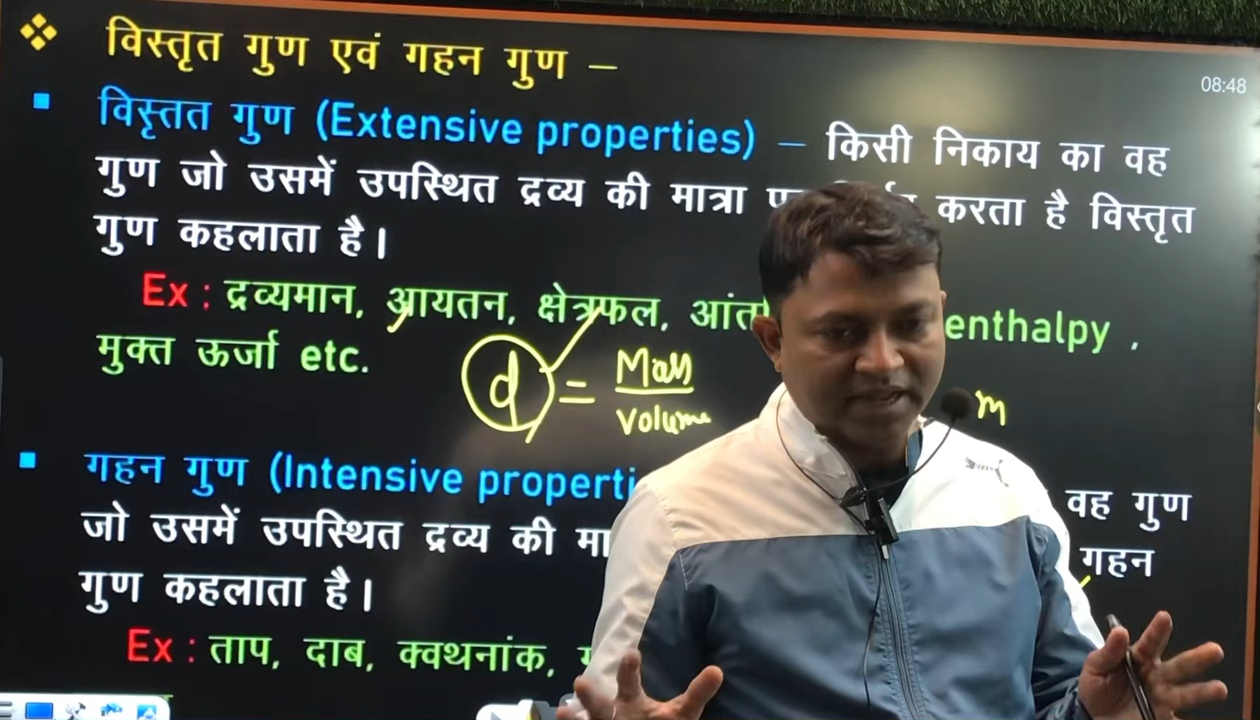 विस्तृत गुण एवं गहन गुण –
08:48
विस्तृत गुण (Extensive properties) – किसी निकाय का वह
गुण जो उसमें उपस्थित द्रव्य की मात्रा करता है विस्तृत
गुण कहलाता है।
Ex : द्रव्यमान, आयतन, क्षेत्रफल, enthalpy ,
मुक्त ऊर्जा etc.
d = Mass
Volume
m
गहन गुण (Intensive वह गुण
जो उसमें उपस्थित द्रव्य की गहन
गुण कहलाता है।
Ex : ताप, दाब, क्वथनांक,